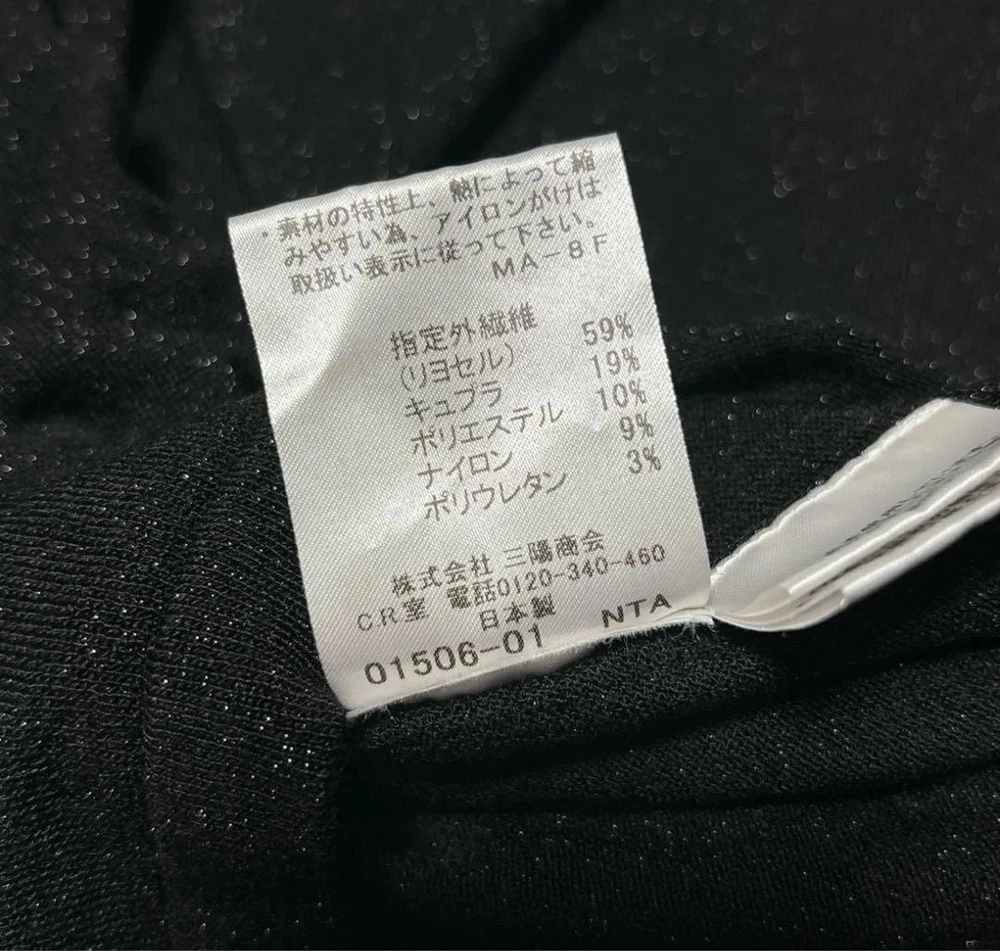 ・素材の特性上、熱によって縮
みやすい為、アイロンがけは
取扱い表示に従って下さい。
MA-8F
指定外繊維 59%
(リヨセル)
キュプラ 19%
ポリエステル 10%
ナイロン 9%
ポリウレタン 3%
株式会社 三陽商会
C.R室 電話0120-340-460
日本製
01506-01 NTA